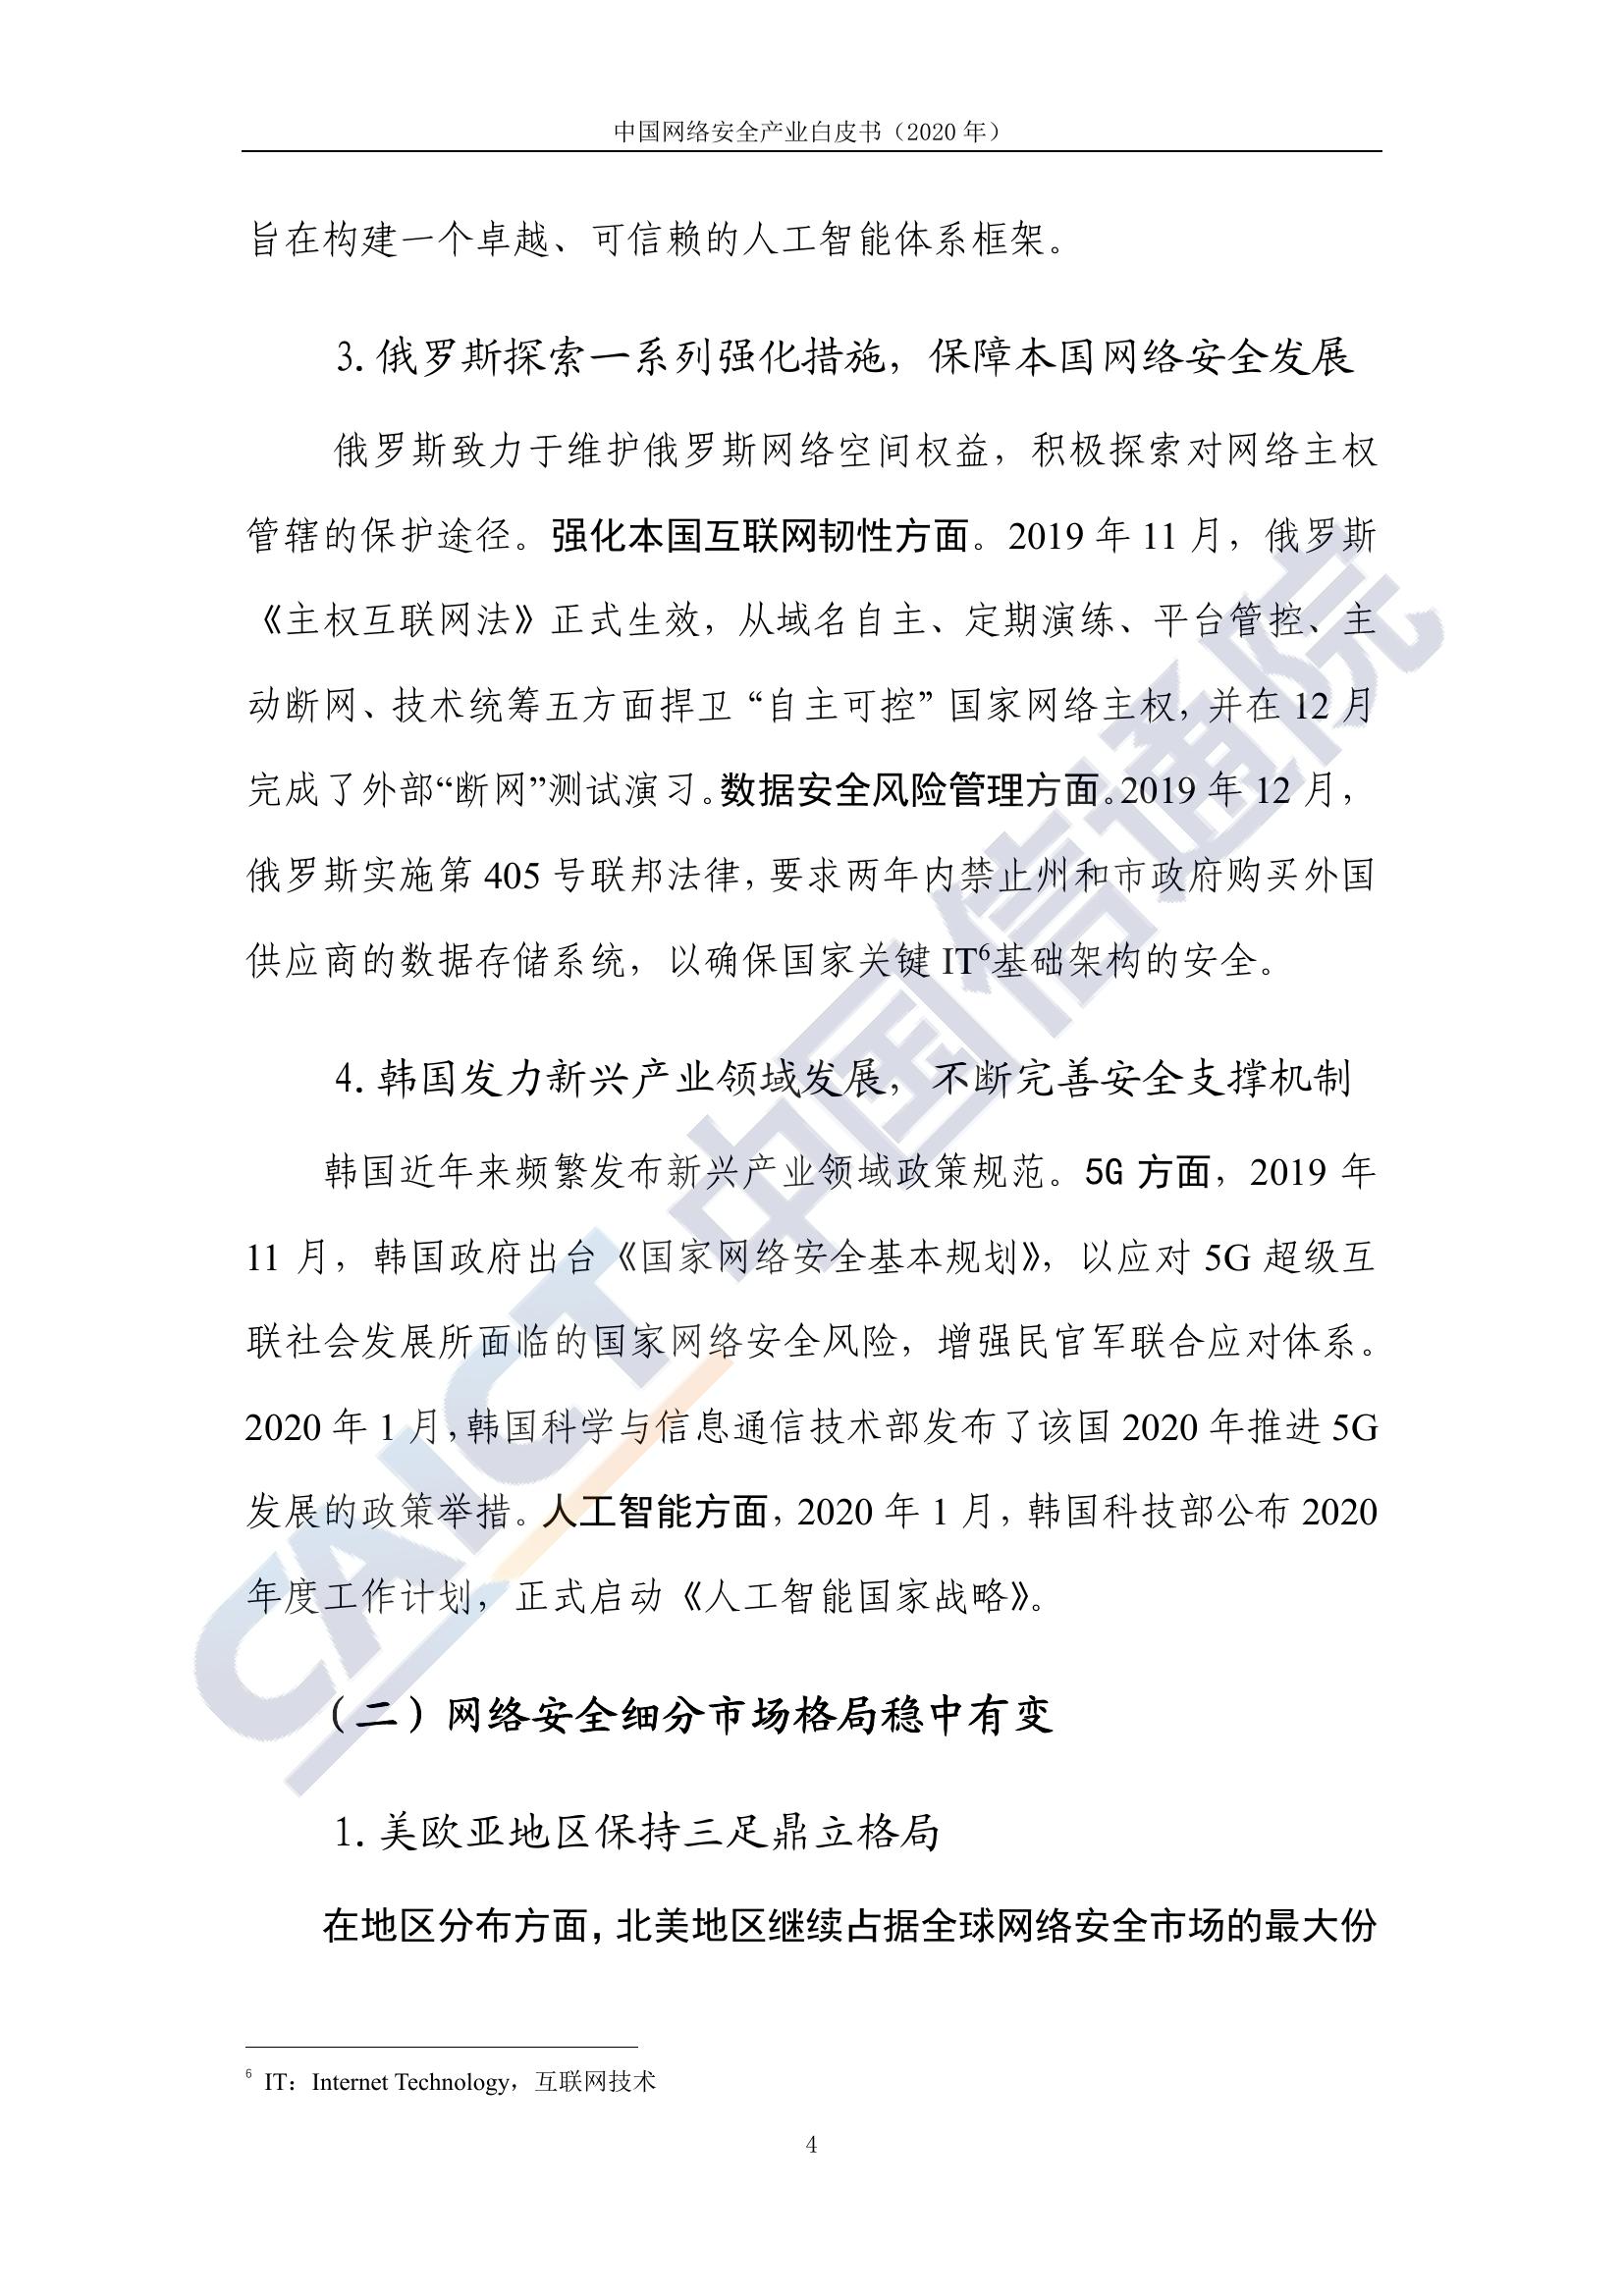 中国网络安全产业白皮书（2020 年）
旨在构建一个卓越、可信赖的人工智能体系框架。
3. 俄罗斯探索一系列强化措施，保障本国网络安全发展
俄罗斯致力于维护俄罗斯网络空间权益，积极探索对网络主权
管辖的保护途径。强化本国互联网韧性方面。2019 年 11 月，俄罗斯
《主权互联网法》正式生效，从域名自主、定期演练、平台管控、主
动断网、技术统筹五方面捍卫“自主可控”国家网络主权，并在 12 月
完成了外部“断网”测试演习。数据安全风险管理方面。2019 年 12 月，
俄罗斯实施第 405 号联邦法律，要求两年内禁止州和市政府购买外国
供应商的数据存储系统，以确保国家关键 IT⁶基础架构的安全。
4. 韩国发力新兴产业领域发展，不断完善安全支撑机制
韩国近年来频繁发布新兴产业领域政策规范。5G 方面，2019 年
11 月，韩国政府出台《国家网络安全基本规划》，以应对 5G 超级互
联社会发展所面临的国家网络安全风险，增强民官军联合应对体系。
2020 年 1 月，韩国科学与信息通信技术部发布了该国 2020 年推进 5G
发展的政策举措。人工智能方面，2020 年 1 月，韩国科技部公布 2020
年度工作计划，正式启动《人工智能国家战略》。
（二）网络安全细分市场格局稳中有变
1. 美欧亚地区保持三足鼎立格局
在地区分布方面，北美地区继续占据全球网络安全市场的最大份
⁶ IT：Internet Technology，互联网技术
4
CAICT 中国信通院